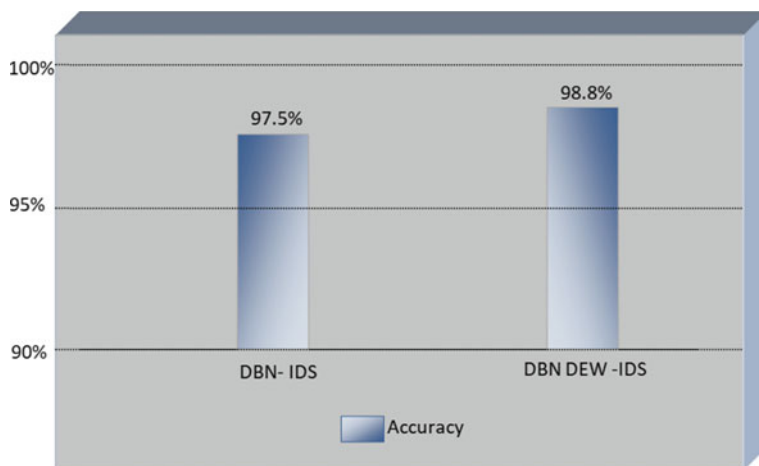 100%
98.8%
97.5%
95%
90%
DBN- IDS
DBN DEW -IDS
Accuracy